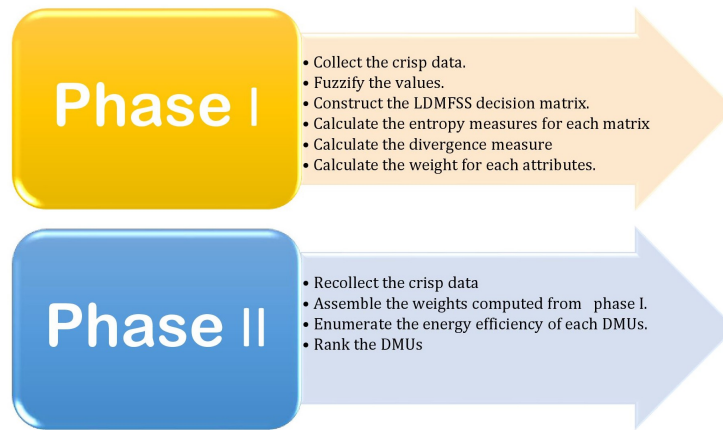 Phase I
• Collect the crisp data.
• Fuzzify the values.
• Construct the LDMFSS decision matrix.
• Calculate the entropy measures for each matrix
• Calculate the divergence measure
• Calculate the weight for each attributes.
Phase II
• Recollect the crisp data
• Assemble the weights computed from phase I.
• Enumerate the energy efficiency of each DMUs.
• Rank the DMUs